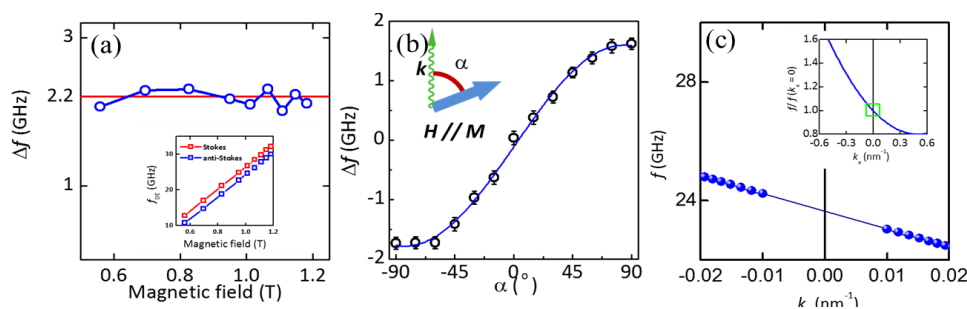 (a)
Δf (GHz)
3
2.2
1
Stokes
anti-Stokes
f_DE (GHz)
30
20
10
0.6 0.9 1.2
Magnetic field (T)
0.6 0.8 1.0 1.2
Magnetic field (T)
(b)
Δf (GHz)
2
1
0
-1
-2
k
α
H // M
-90 -45 0 45 90
α (°)
(c)
f (GHz)
28
24
f / f (kₓ = 0)
1.6
1.4
1.2
1.0
0.8
-0.6 -0.3 0.0 0.3 0.6
kₓ (nm⁻¹)
-0.02 -0.01 0.00 0.01 0.02
k (nm⁻¹)